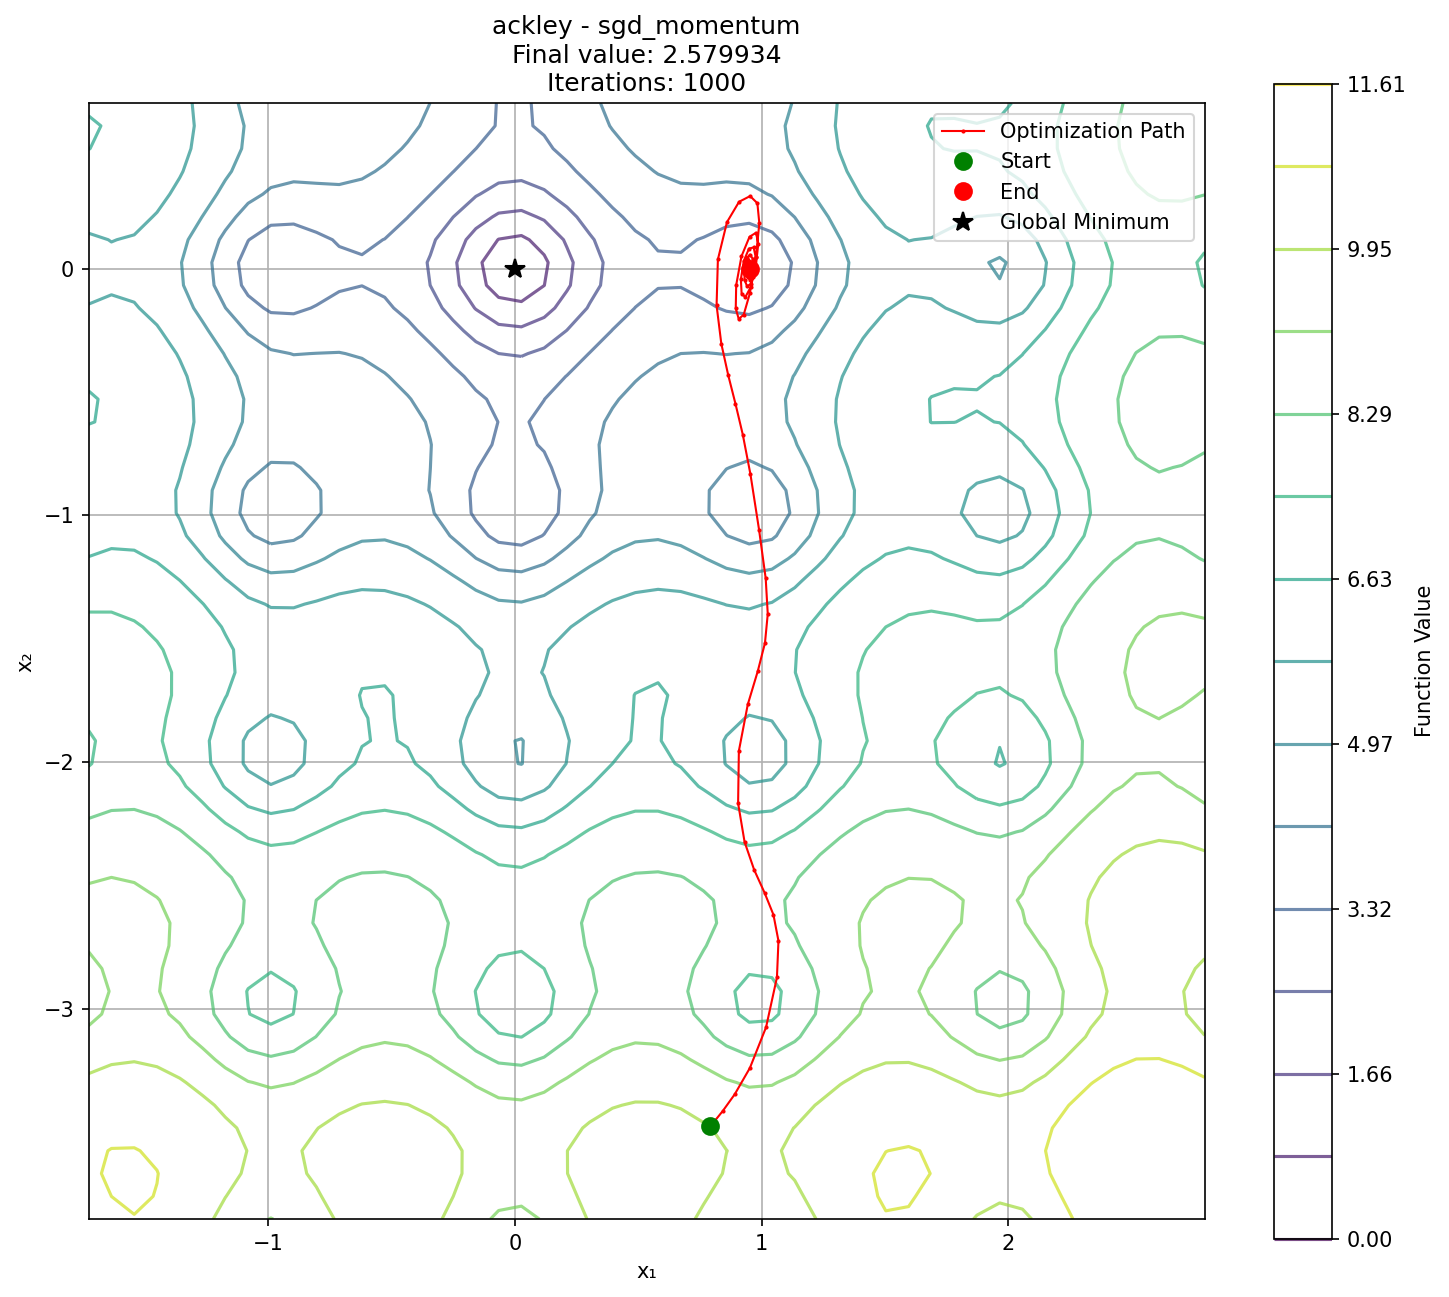 ackley - sgd_momentum
Final value: 2.579934
Iterations: 1000
Optimization Path
Start
End
Global Minimum
0
−1
−2
−3
x₂
−1
0
1
2
x₁
11.61
9.95
8.29
6.63
4.97
3.32
1.66
0.00
Function Value